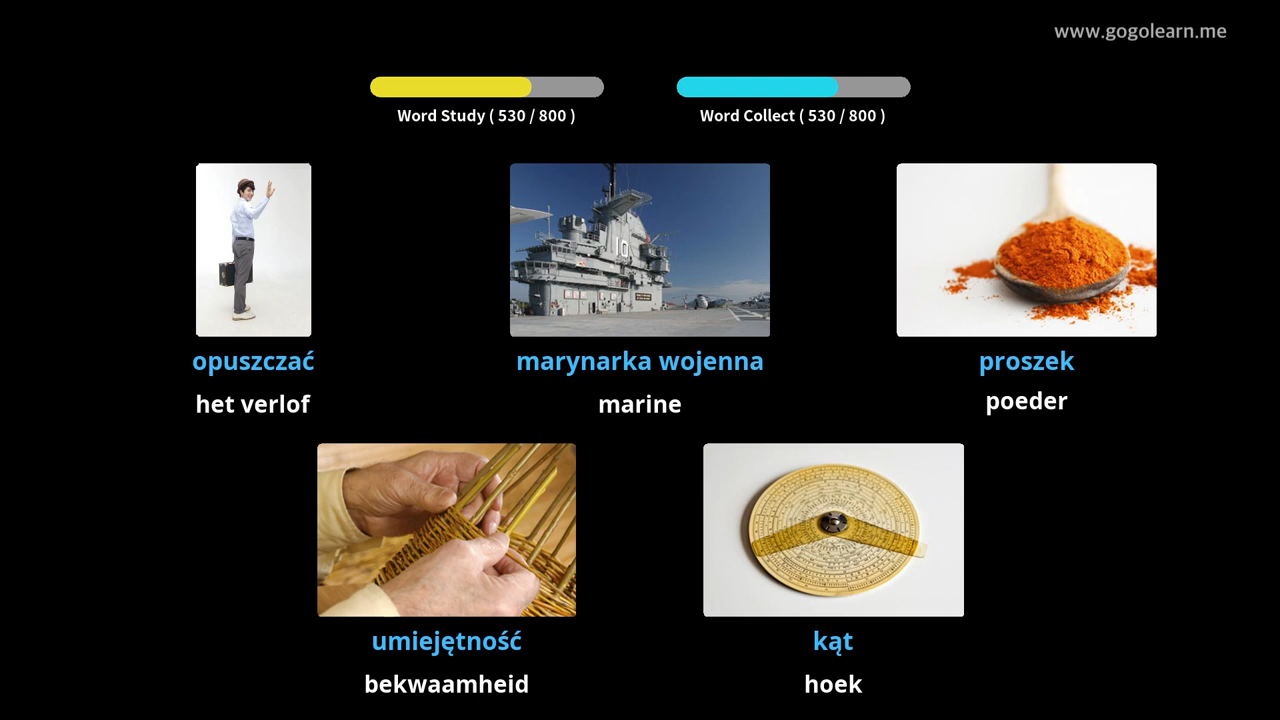 www.gogolearn.me
Word Study ( 530 / 800 )
Word Collect ( 530 / 800 )
opuszczać
het verlof
marynarka wojenna
marine
proszek
poeder
umiejętność
bekwaamheid
kąt
hoek